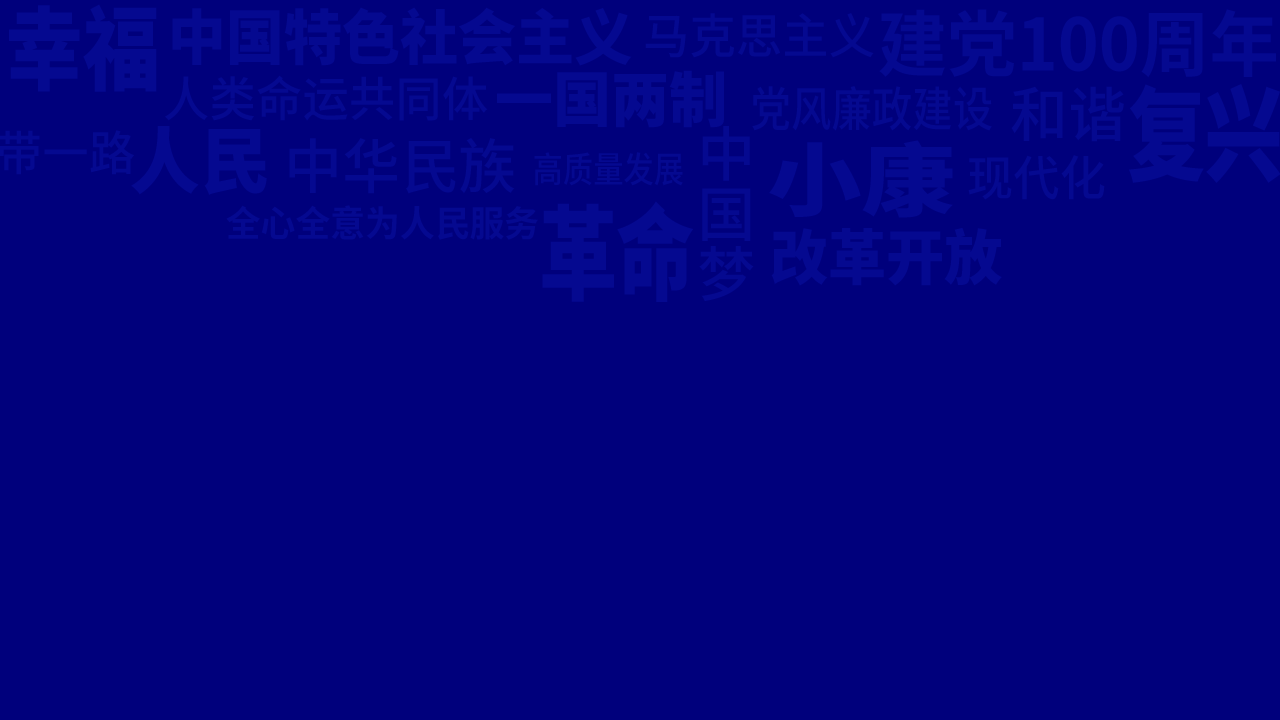 幸福
中国特色社会主义
马克思主义
建党100周年
人类命运共同体
一国两制
党风廉政建设
和谐
复兴
带一路
人民
中华民族
高质量发展
中国梦
小康
现代化
全心全意为人民服务
革命
改革开放